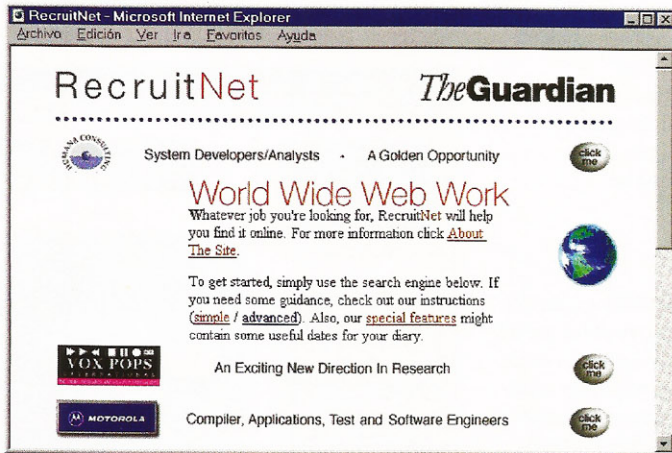 RecruitNet - Microsoft Internet Explorer
Archivo Edición Ver Ir a Favoritos Ayuda
RecruitNet TheGuardian
HUMANA CONSULTING System Developers/Analysts - A Golden Opportunity click me
World Wide Web Work
Whatever job you're looking for, RecruitNet will help
you find it online. For more information click About
The Site.
To get started, simply use the search engine below. If
you need some guidance, check out our instructions
(simple / advanced). Also, our special features might
contain some useful dates for your diary.
VOX POPS INTERNATIONAL An Exciting New Direction In Research click me
MOTOROLA Compiler, Applications, Test and Software Engineers click me